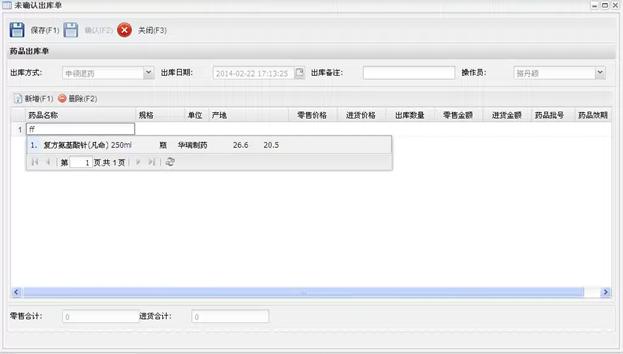 未确认出库单
保存(F1) 确认(F2) 关闭(F3)
药品出库单
出库方式: 申领退药 出库日期: 2014-02-22 17:13:25 出库备注: 操作员: 骆丹颖
新增(F1) 删除(F2)
药品名称 规格 单位 产地 零售价格 进货价格 出库数量 零售金额 进货金额 药品批号 药品效期
1 ff
1. 复方氨基酸针(凡命) 250ml 瓶 华瑞制药 26.6 20.5
第 1 页,共 1 页
零售合计: 0 进货合计: 0